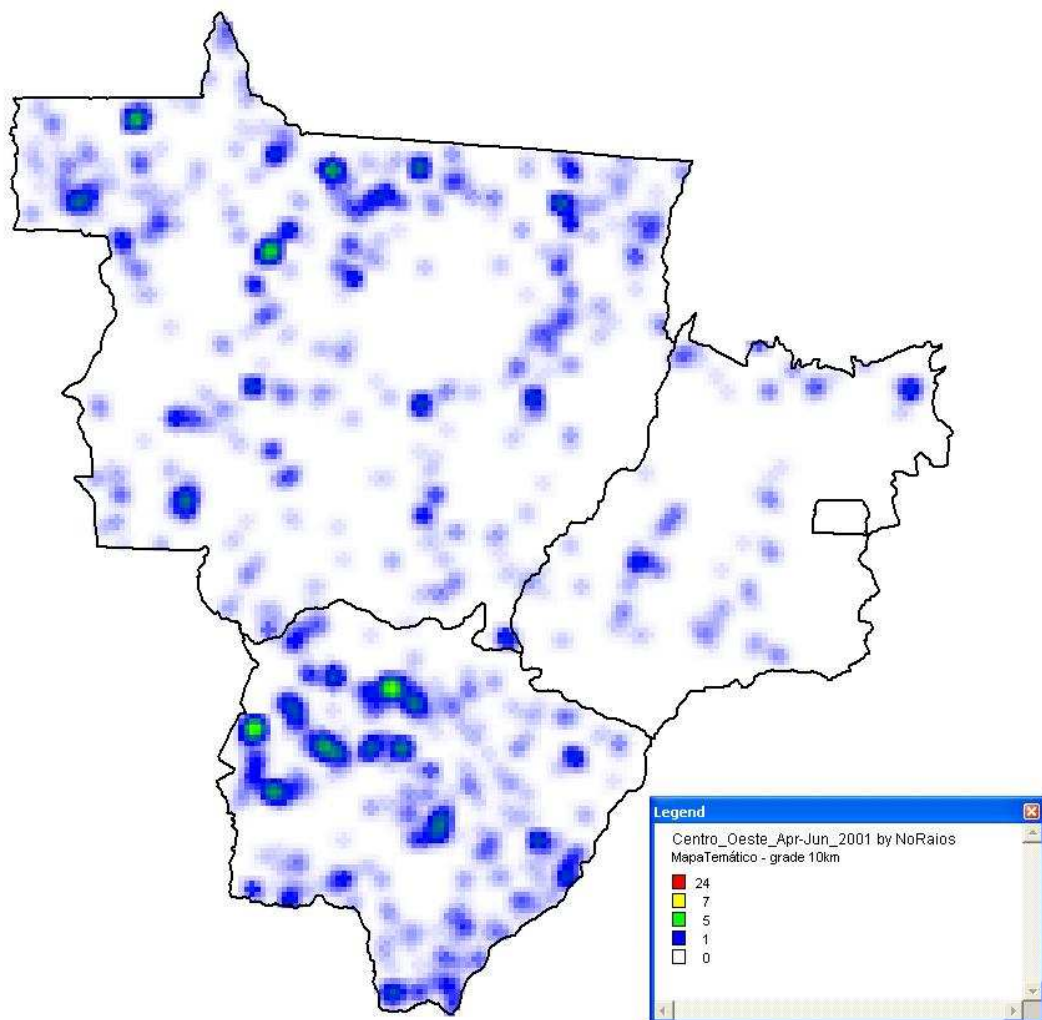 Legend
Centro_Oeste_Apr-Jun_2001 by NoRaios
MapaTemático - grade 10km
24
7
5
1
0